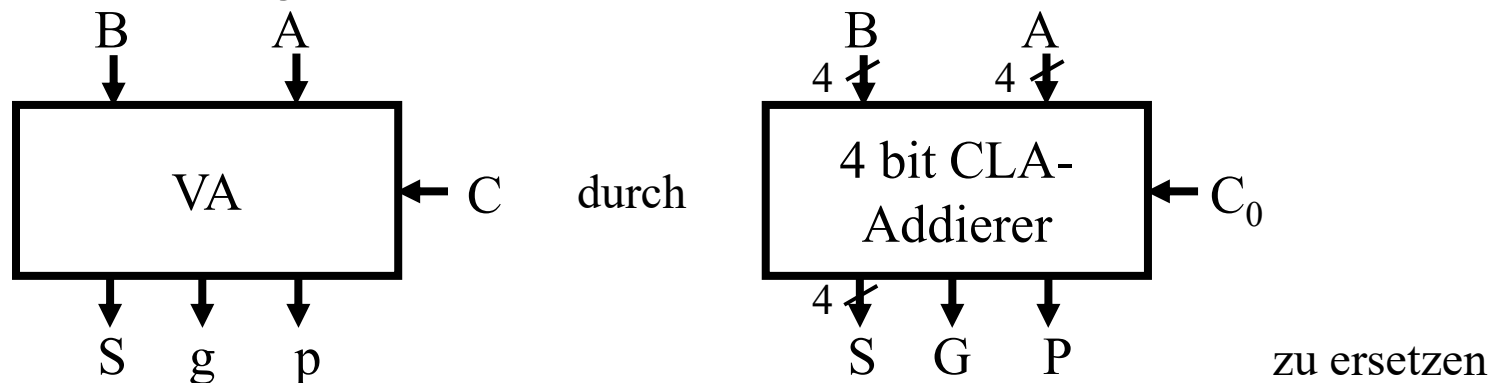 B A B A
4 4
VA C durch 4 bit CLA-
Addierer C₀
4
S g p S G P zu ersetzen